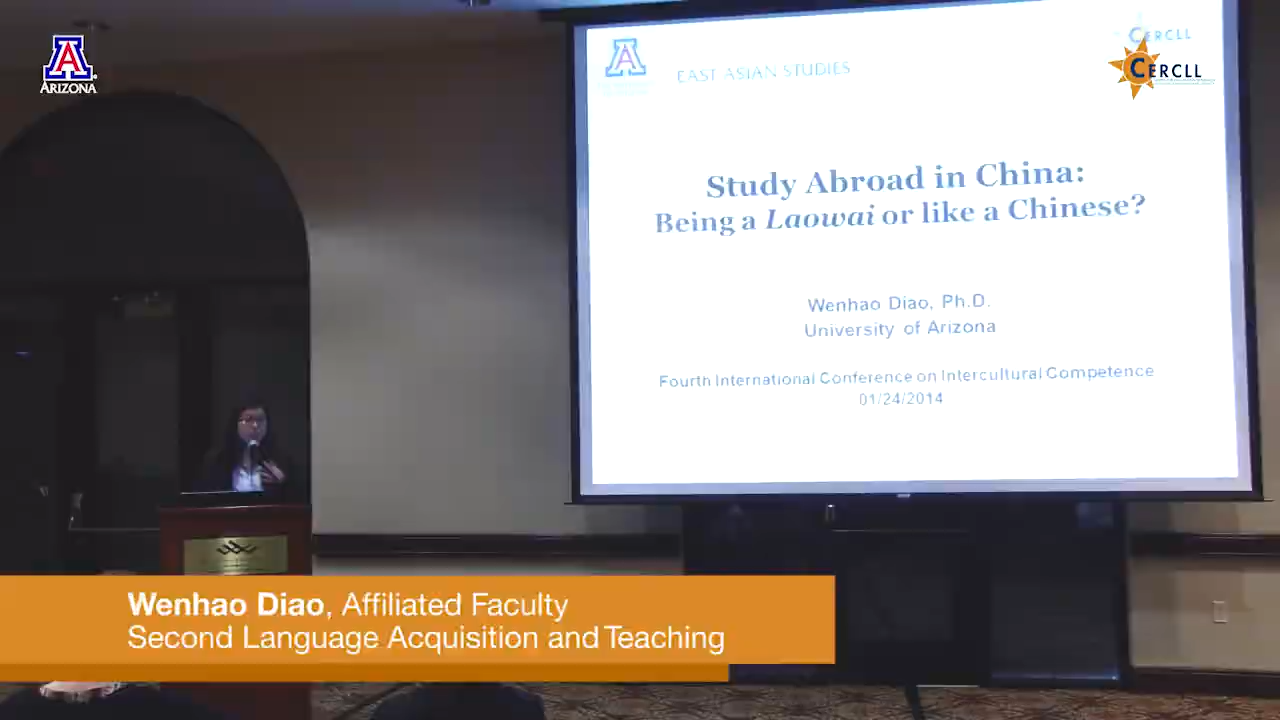 A
ARIZONA
EAST ASIAN STUDIES
CERCLL
CERCLL
Study Abroad in China:
Being a Laowai or like a Chinese?
Wenhao Diao, Ph.D.
University of Arizona
Fourth International Conference on Intercultural Competence
01/24/2014
Wenhao Diao, Affiliated Faculty
Second Language Acquisition and Teaching